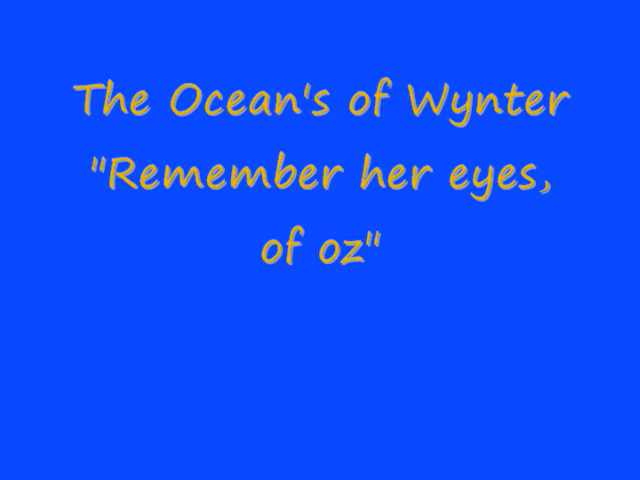 The Ocean's of Wynter
"Remember her eyes,
of oz"